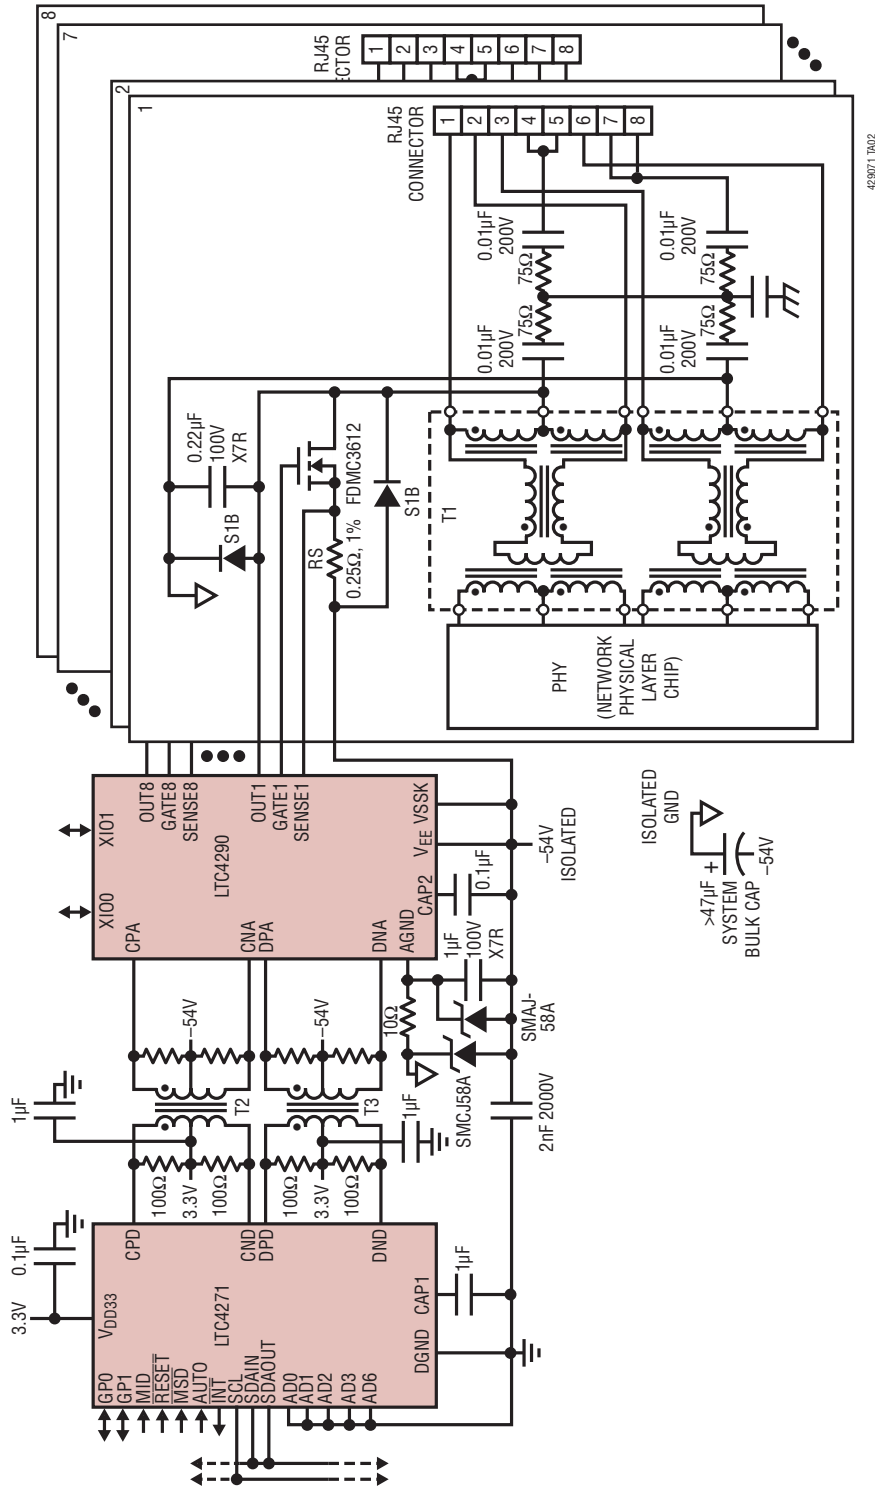 3.3V
0.1µF
VDD33
GP0
GP1
MID
RESET
MSD
AUTO
INT
SCL
SDAIN
SDAOUT
AD0
AD1
AD2
AD3
AD6
LTC4271
CPD
CND
DPD
DND
DGND
CAP1
1µF
1µF
100Ω
3.3V
100Ω
100Ω
3.3V
100Ω
1µF
T2
T3
–54V
–54V
10Ω
SMCJ58A
SMAJ-
58A
1µF
100V
X7R
2nF 2000V
XIO0
XIO1
CPA
CNA
DPA
DNA
AGND
LTC4290
OUT8
GATE8
SENSE8
OUT1
GATE1
SENSE1
CAP2
VEE
VSSK
0.1µF
–54V
ISOLATED
>47µF
+
SYSTEM
BULK CAP
–54V
ISOLATED
GND
8
7
2
1
S1B
0.22µF
100V
X7R
RS
0.25Ω, 1%
FDMC3612
S1B
T1
PHY
(NETWORK
PHYSICAL
LAYER
CHIP)
0.01µF
200V
75Ω
75Ω
0.01µF
200V
0.01µF
200V
75Ω
75Ω
0.01µF
200V
RJ45
CONNECTOR
1
2
3
4
5
6
7
8
RJ45
ECTOR
1
2
3
4
5
6
7
8
429071 TA02